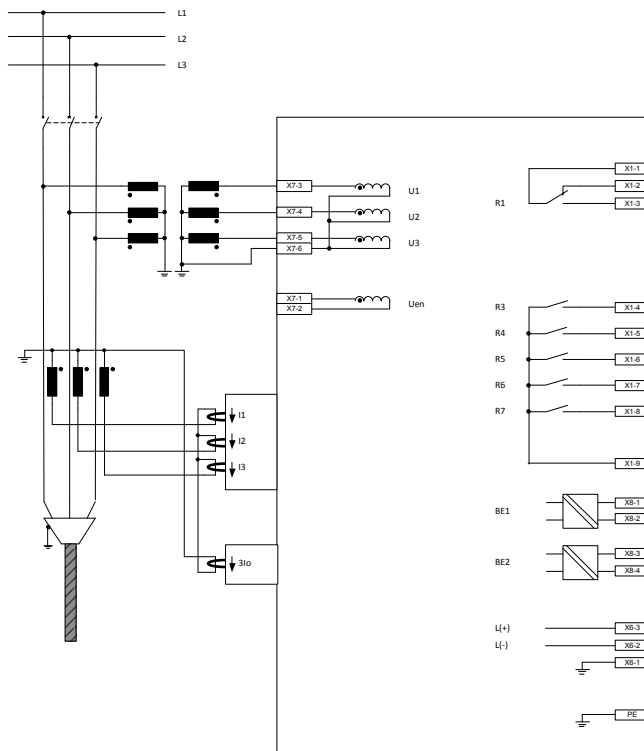 L1
L2
L3
X7-3
U1
X7-4
U2
X7-5
X7-6
U3
X7-1
X7-2
Uen
I1
I2
I3
3Io
R1
X1-1
X1-2
X1-3
R3
X1-4
R4
X1-5
R5
X1-6
R6
X1-7
R7
X1-8
X1-9
BE1
X8-1
X8-2
BE2
X8-3
X8-4
L(+)
X6-3
L(-)
X6-2
X6-1
PE